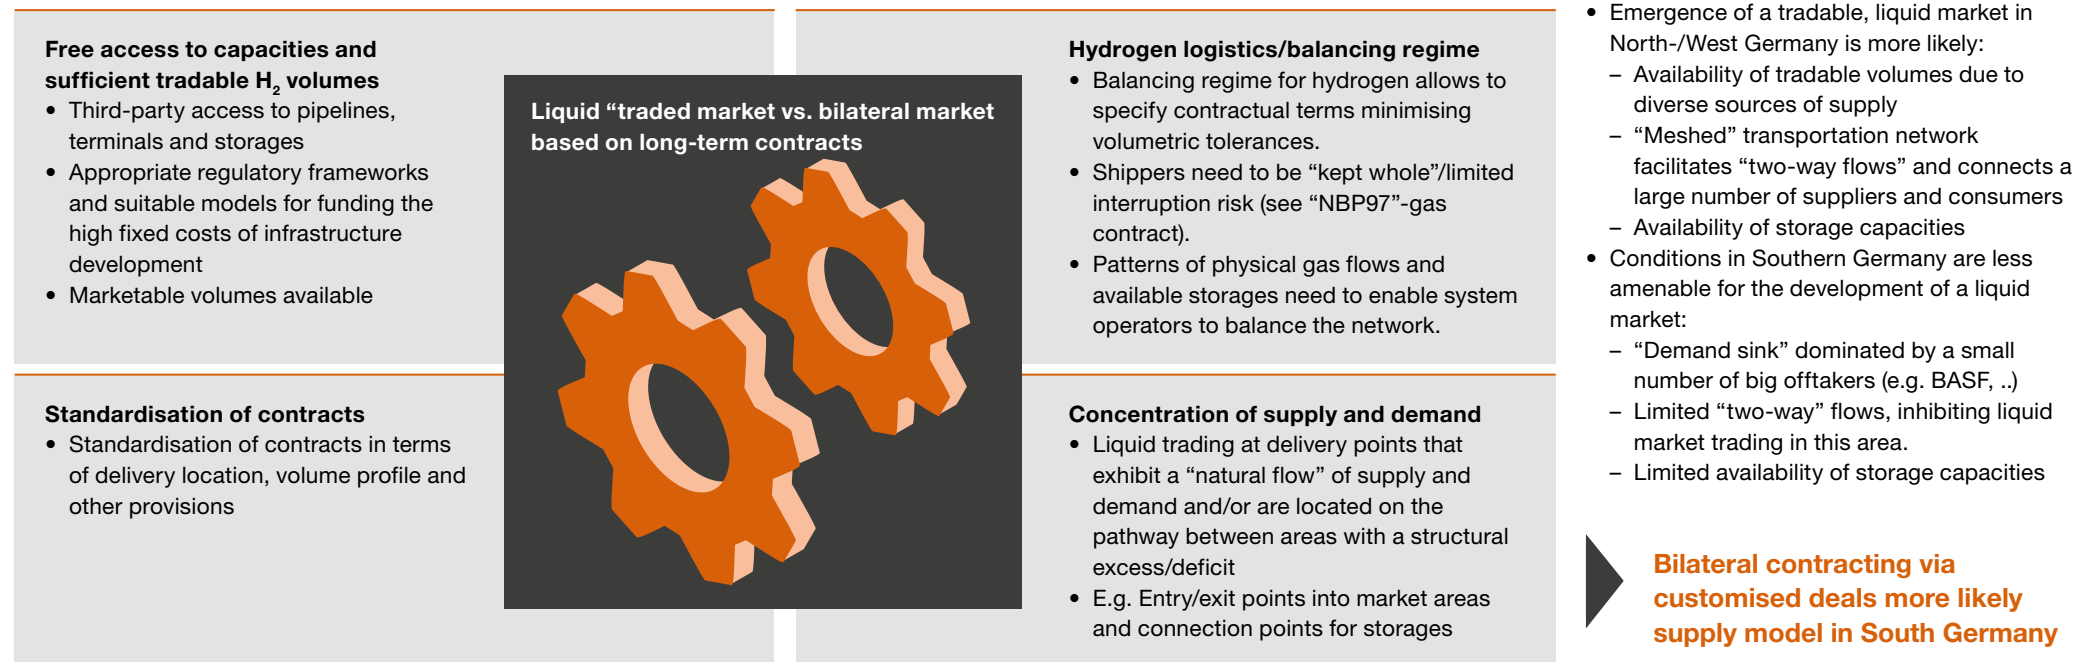 Free access to capacities and
sufficient tradable H₂ volumes
• Third-party access to pipelines,
terminals and storages
• Appropriate regulatory frameworks
and suitable models for funding the
high fixed costs of infrastructure
development
• Marketable volumes available
Standardisation of contracts
• Standardisation of contracts in terms
of delivery location, volume profile and
other provisions
Liquid “traded market vs. bilateral market
based on long-term contracts
Hydrogen logistics/balancing regime
• Balancing regime for hydrogen allows to
specify contractual terms minimising
volumetric tolerances.
• Shippers need to be “kept whole”/limited
interruption risk (see “NBP97”-gas
contract).
• Patterns of physical gas flows and
available storages need to enable system
operators to balance the network.
Concentration of supply and demand
• Liquid trading at delivery points that
exhibit a “natural flow” of supply and
demand and/or are located on the
pathway between areas with a structural
excess/deficit
• E.g. Entry/exit points into market areas
and connection points for storages
• Emergence of a tradable, liquid market in
North-/West Germany is more likely:
– Availability of tradable volumes due to
diverse sources of supply
– “Meshed” transportation network
facilitates “two-way flows” and connects a
large number of suppliers and consumers
– Availability of storage capacities
• Conditions in Southern Germany are less
amenable for the development of a liquid
market:
– “Demand sink” dominated by a small
number of big offtakers (e.g. BASF, ..)
– Limited “two-way” flows, inhibiting liquid
market trading in this area.
– Limited availability of storage capacities
Bilateral contracting via
customised deals more likely
supply model in South Germany